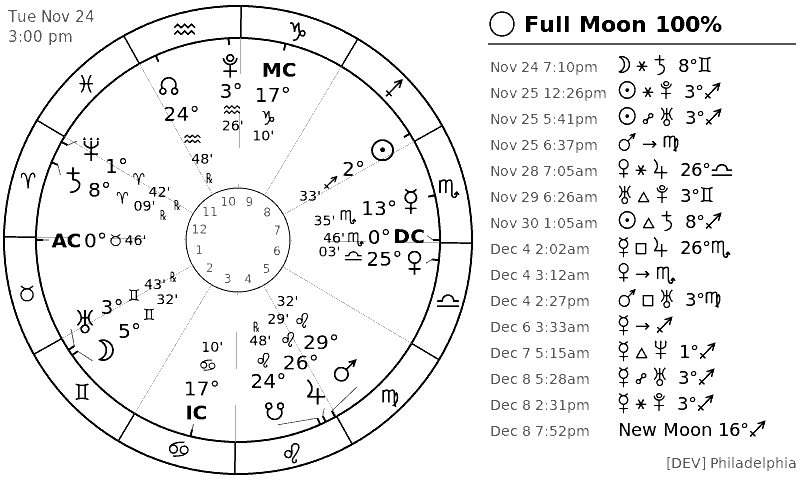 Tue Nov 24
3:00 pm
♒ ♑
♓ ♐
♈ ♏
♉ ♎
♊ ♍
♋ ♌
☊ 24° ♒ 48' ℞
♇ 3° ♒ 26'
MC 17° ♑ 10'
☉ 2° ♐ 33'
♆ 1° ♈ 42' ℞
♄ 8° ♈ 09' ℞
☿ 13° ♏ 35'
AC 0° ♉ 46'
DC 0° ♏ 46'
♀ 25° ♎ 03'
♅ 3° ♊ 43' ℞
☽ 5° ♊ 32'
IC 17° ♋ 10'
☋ 24° ♌ 48' ℞
♃ 26° ♌ 29'
♂ 29° ♌ 32'
10 9
11 8
12 7
1 6
2 5
3 4
Full Moon 100%
Nov 24 7:10pm ☽ ⚹ ♄ 8°♊
Nov 25 12:26pm ☉ ⚹ ♇ 3°♐
Nov 25 5:41pm ☉ ☍ ♅ 3°♐
Nov 25 6:37pm ♂ → ♍
Nov 28 7:05am ♀ ⚹ ♃ 26°♎
Nov 29 6:26am ♅ △ ♇ 3°♊
Nov 30 1:05am ☉ △ ♄ 8°♐
Dec 4 2:02am ☿ □ ♃ 26°♏
Dec 4 3:12am ♀ → ♏
Dec 4 2:27pm ♂ □ ♅ 3°♍
Dec 6 3:33am ☿ → ♐
Dec 7 5:15am ☿ △ ♆ 1°♐
Dec 8 5:28am ☿ ☍ ♅ 3°♐
Dec 8 2:31pm ☿ ⚹ ♇ 3°♐
Dec 8 7:52pm New Moon 16°♐
[DEV] Philadelphia